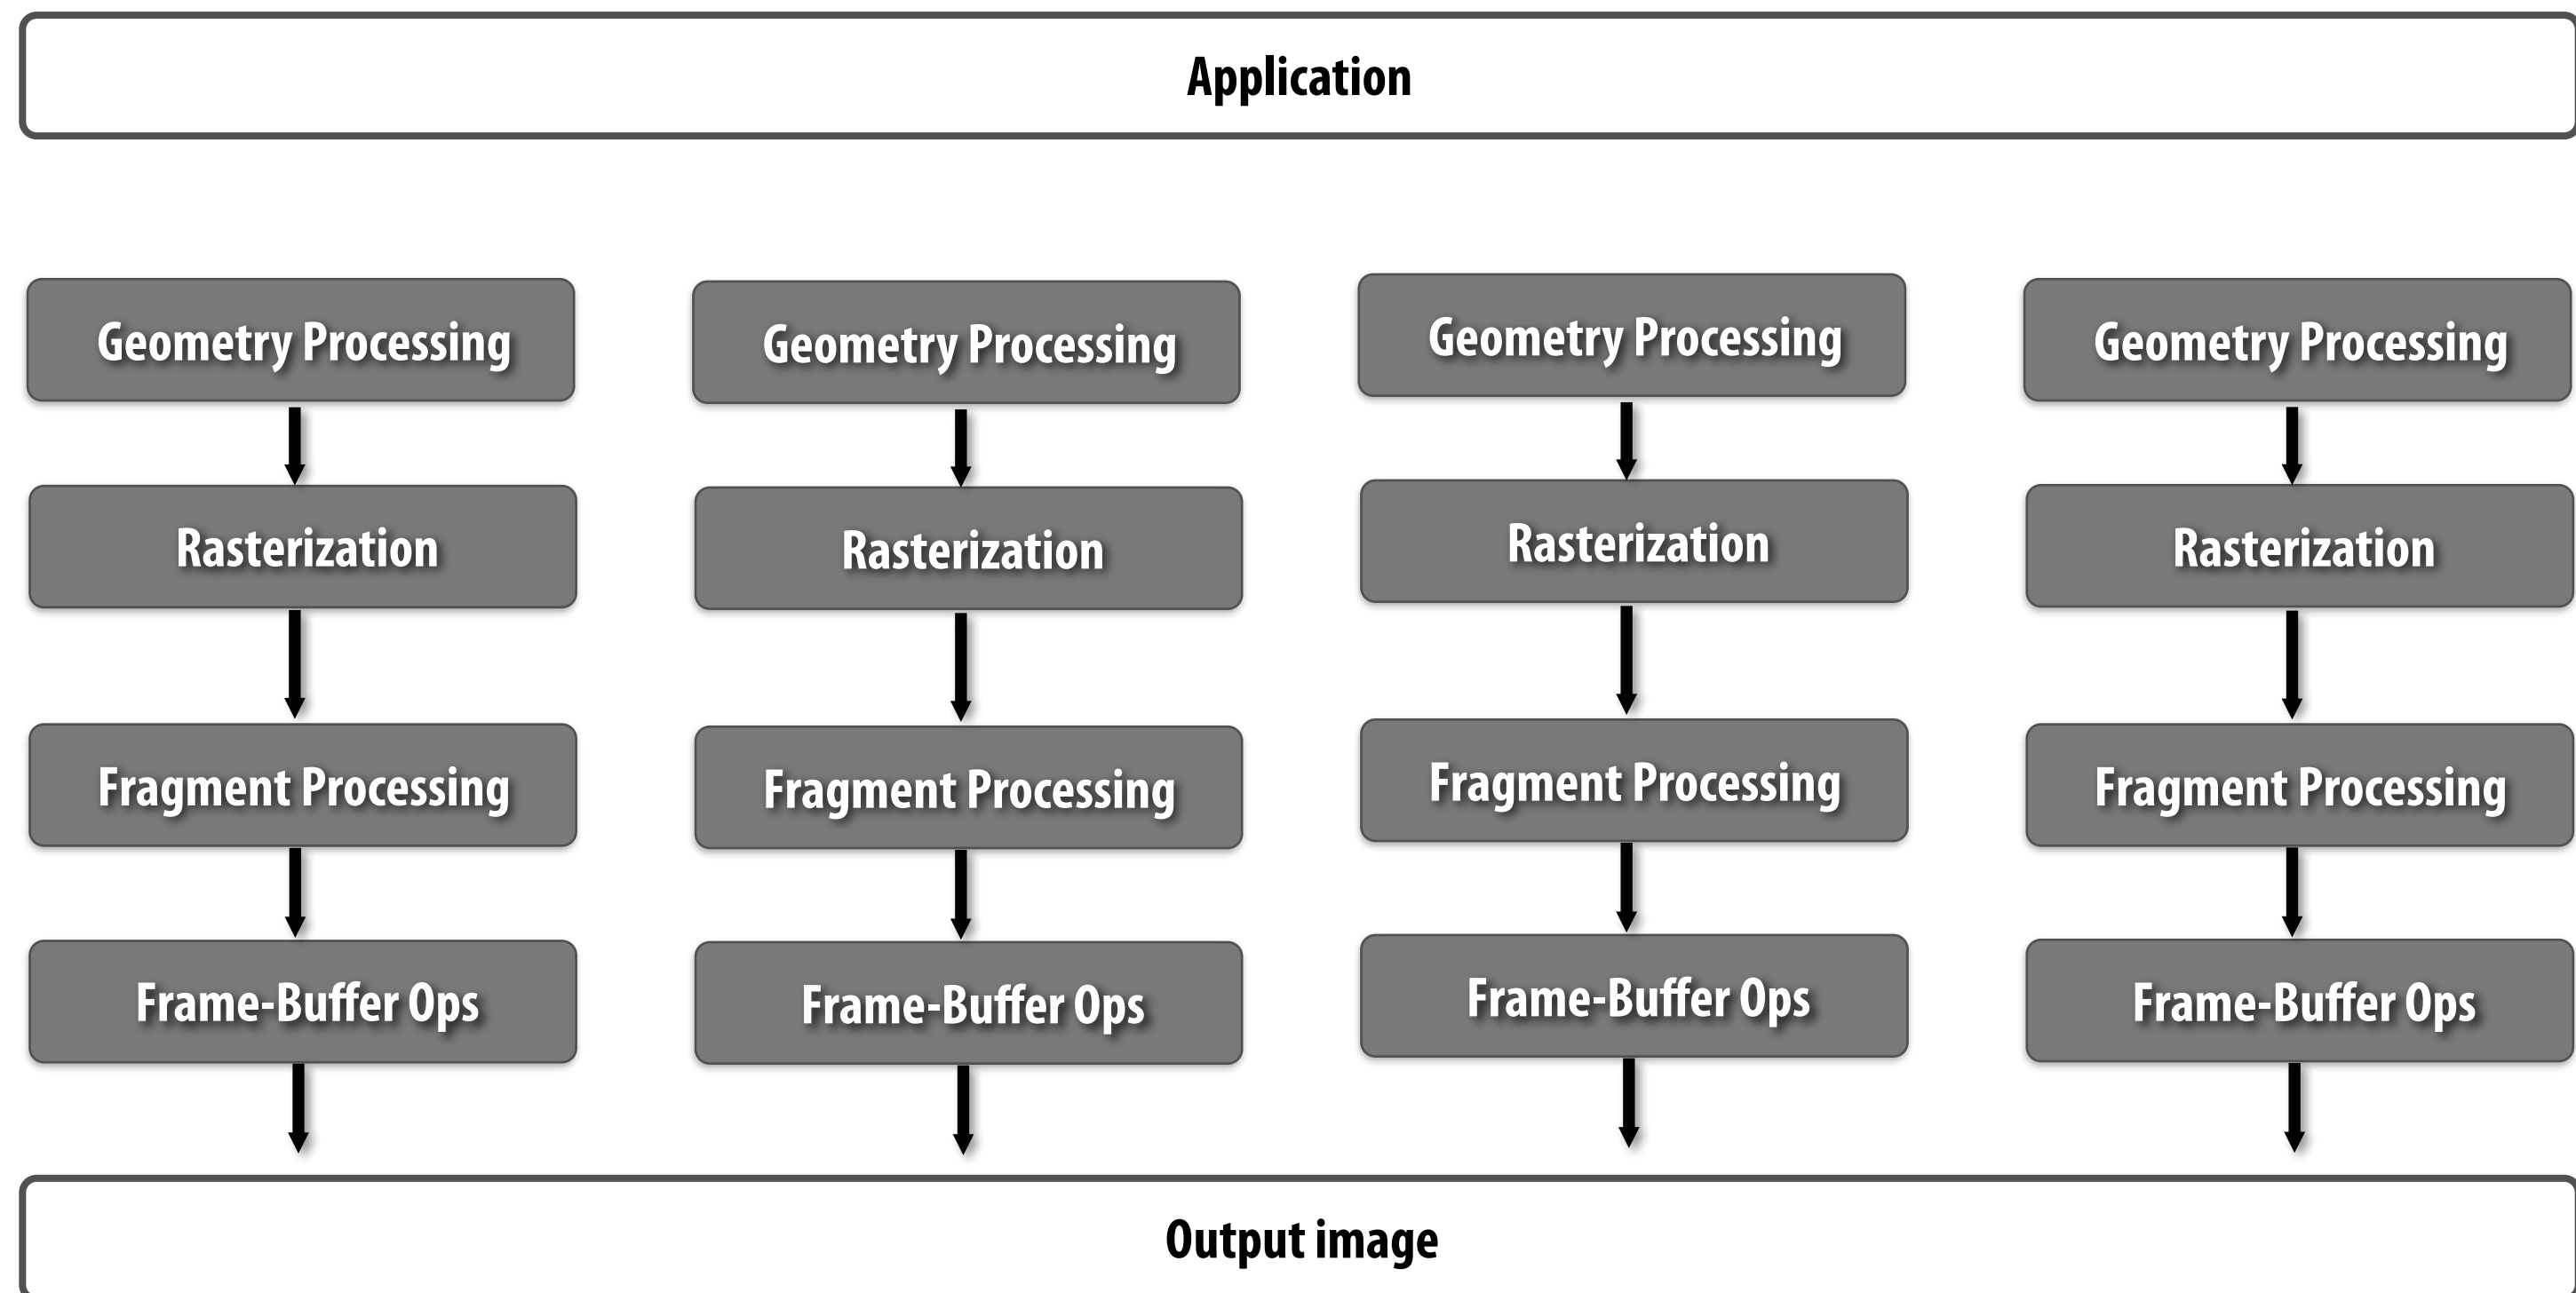 Application
Geometry Processing
Geometry Processing
Geometry Processing
Geometry Processing
Rasterization
Rasterization
Rasterization
Rasterization
Fragment Processing
Fragment Processing
Fragment Processing
Fragment Processing
Frame-Buffer Ops
Frame-Buffer Ops
Frame-Buffer Ops
Frame-Buffer Ops
Output image